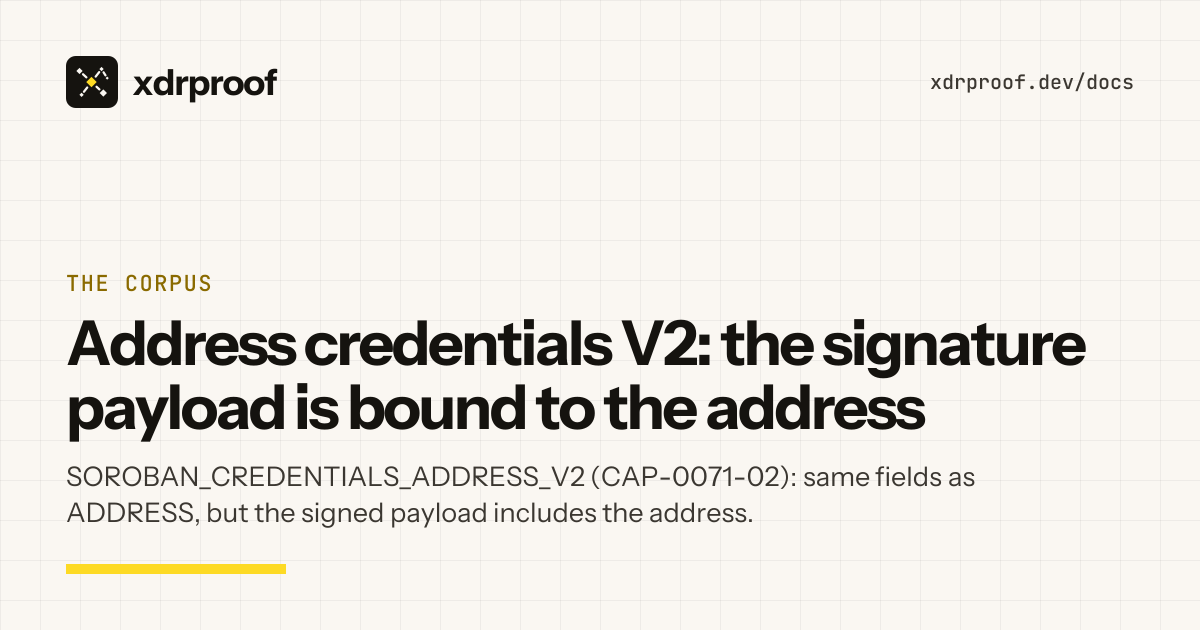 xdrproof
xdrproof.dev/docs
THE CORPUS
Address credentials V2: the signature
payload is bound to the address
SOROBAN_CREDENTIALS_ADDRESS_V2 (CAP-0071-02): same fields as
ADDRESS, but the signed payload includes the address.